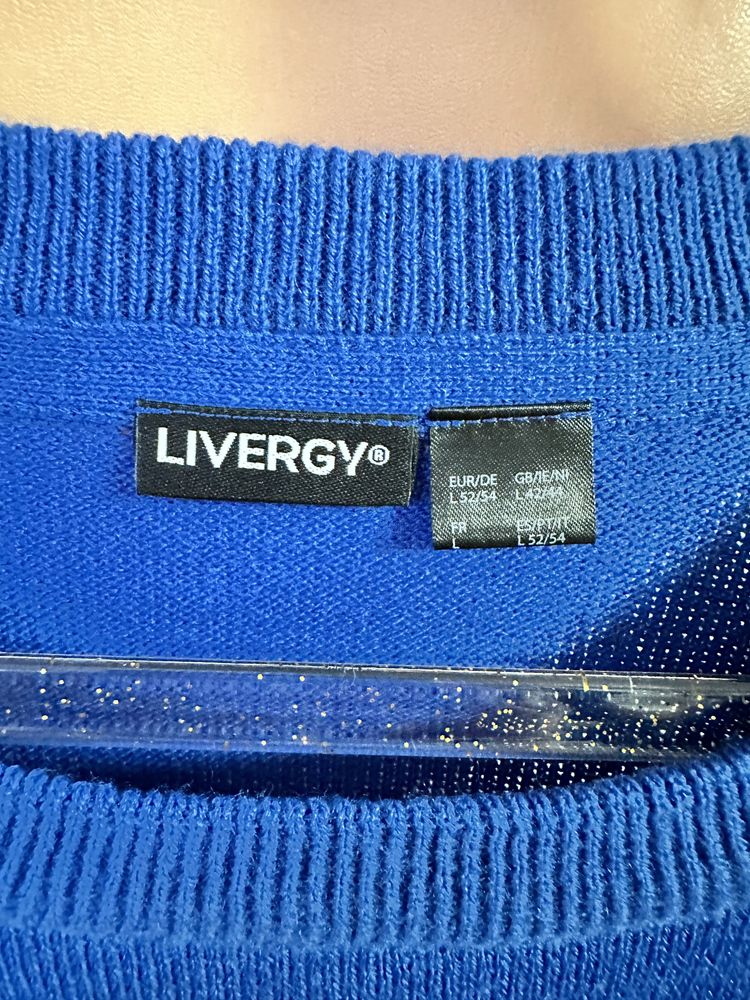 LIVERGY®
EUR/DE GB/IE/NI
L 52/54 L 42/44
FR ES/PT/IT
L L 52/54